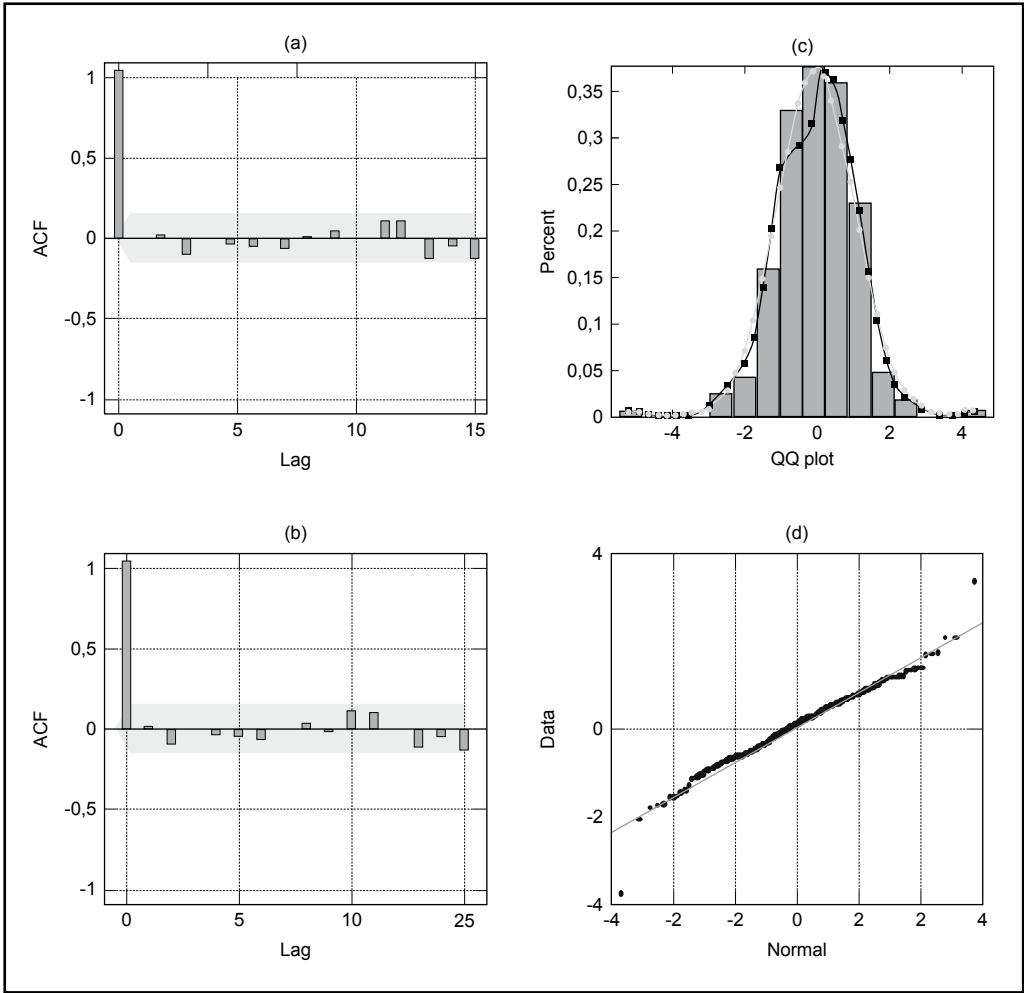 (a)
1
0,5
0
-0,5
-1
ACF
0 5 10 15
Lag
(c)
0,35
0,3
0,25
0,2
0,15
0,1
0,05
0
Percent
-4 -2 0 2 4
QQ plot
(b)
1
0,5
0
-0,5
-1
ACF
0 5 10 25
Lag
(d)
4
0
-2
-4
Data
-4 -2 -2 0 2 2 4
Normal